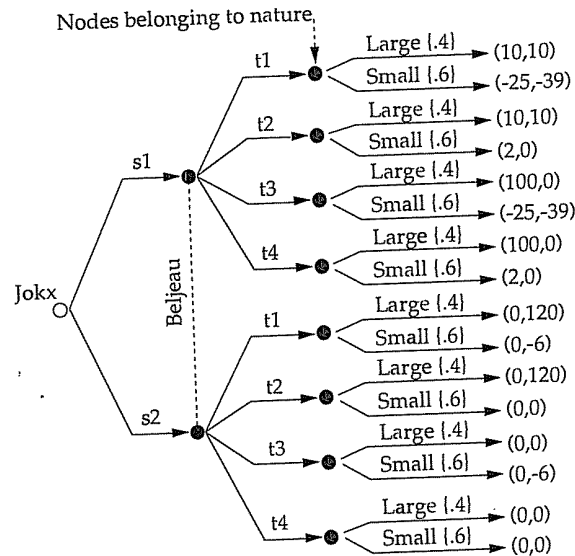 Nodes belonging to nature
Large {.4}
(10,10)
t1
Small {.6}
(-25,-39)
Large {.4}
(10,10)
t2
Small {.6}
(2,0)
s1
Large {.4}
(100,0)
t3
Small {.6}
(-25,-39)
Large {.4}
(100,0)
t4
Small {.6}
(2,0)
Jokx
Beljeau
Large {.4}
(0,120)
t1
Small {.6}
(0,-6)
Large {.4}
(0,120)
t2
Small {.6}
(0,0)
s2
Large {.4}
(0,0)
t3
Small {.6}
(0,-6)
Large {.4}
(0,0)
t4
Small {.6}
(0,0)